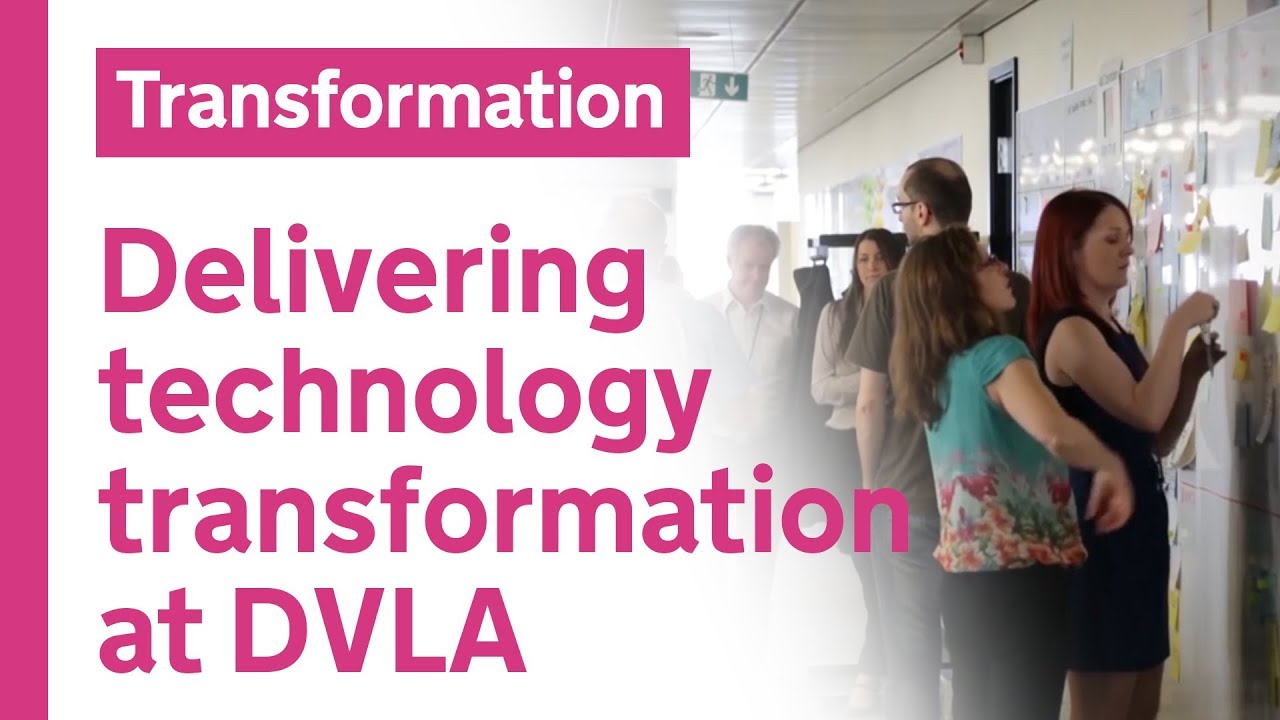 Transformation
Delivering
technology
transformation
at DVLA